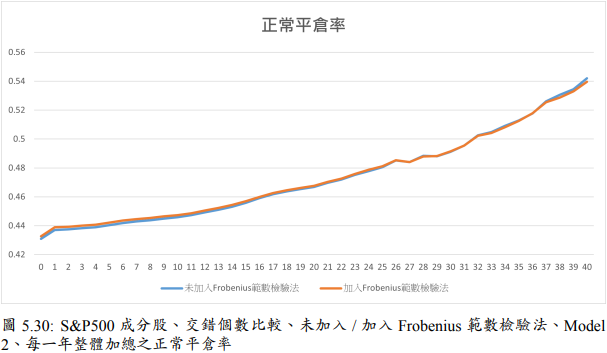 正常平倉率
0.56
0.54
0.52
0.5
0.48
0.46
0.44
0.42
0 1 2 3 4 5 6 7 8 9 10 11 12 13 14 15 16 17 18 19 20 21 22 23 24 25 26 27 28 29 30 31 32 33 34 35 36 37 38 39 40
未加入Frobenius範數檢驗法 加入Frobenius範數檢驗法
圖 5.30: S&P500 成分股、交錯個數比較、未加入 / 加入 Frobenius 範數檢驗法、Model
2、每一年整體加總之正常平倉率